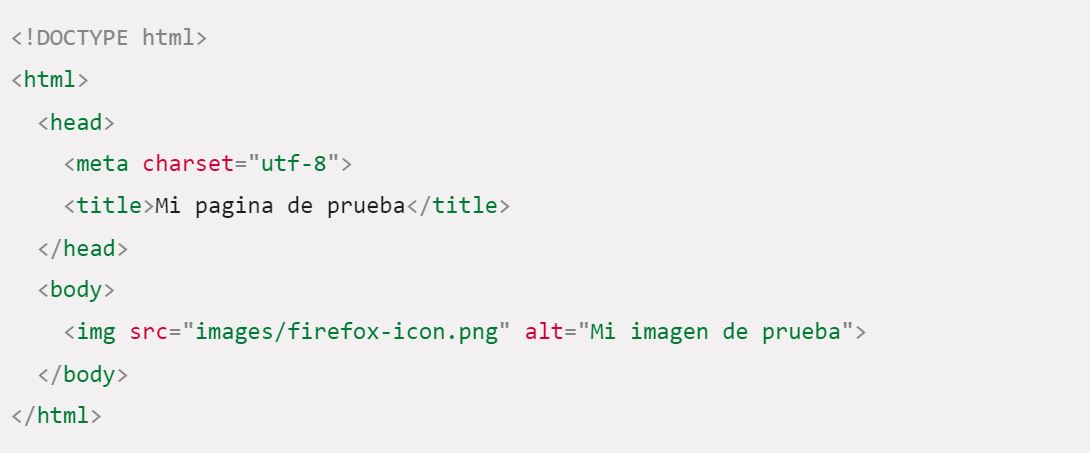 <!DOCTYPE html>
<html>
  <head>
    <meta charset="utf-8">
    <title>Mi pagina de prueba</title>
  </head>
  <body>
    <img src="images/firefox-icon.png" alt="Mi imagen de prueba">
  </body>
</html>